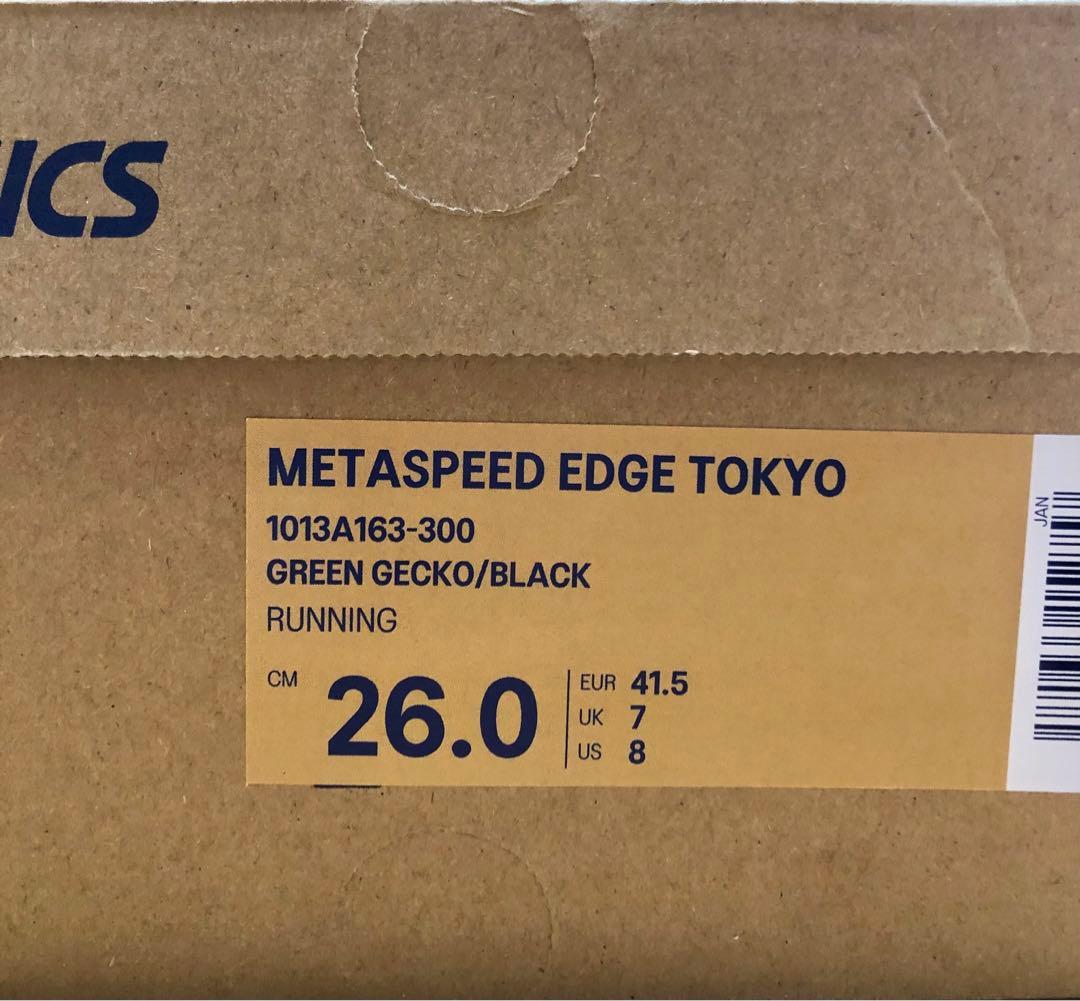 ICS
METASPEED EDGE TOKYO
1013A163-300
GREEN GECKO/BLACK
RUNNING
CM 26.0
EUR 41.5
UK 7
US 8
JAN